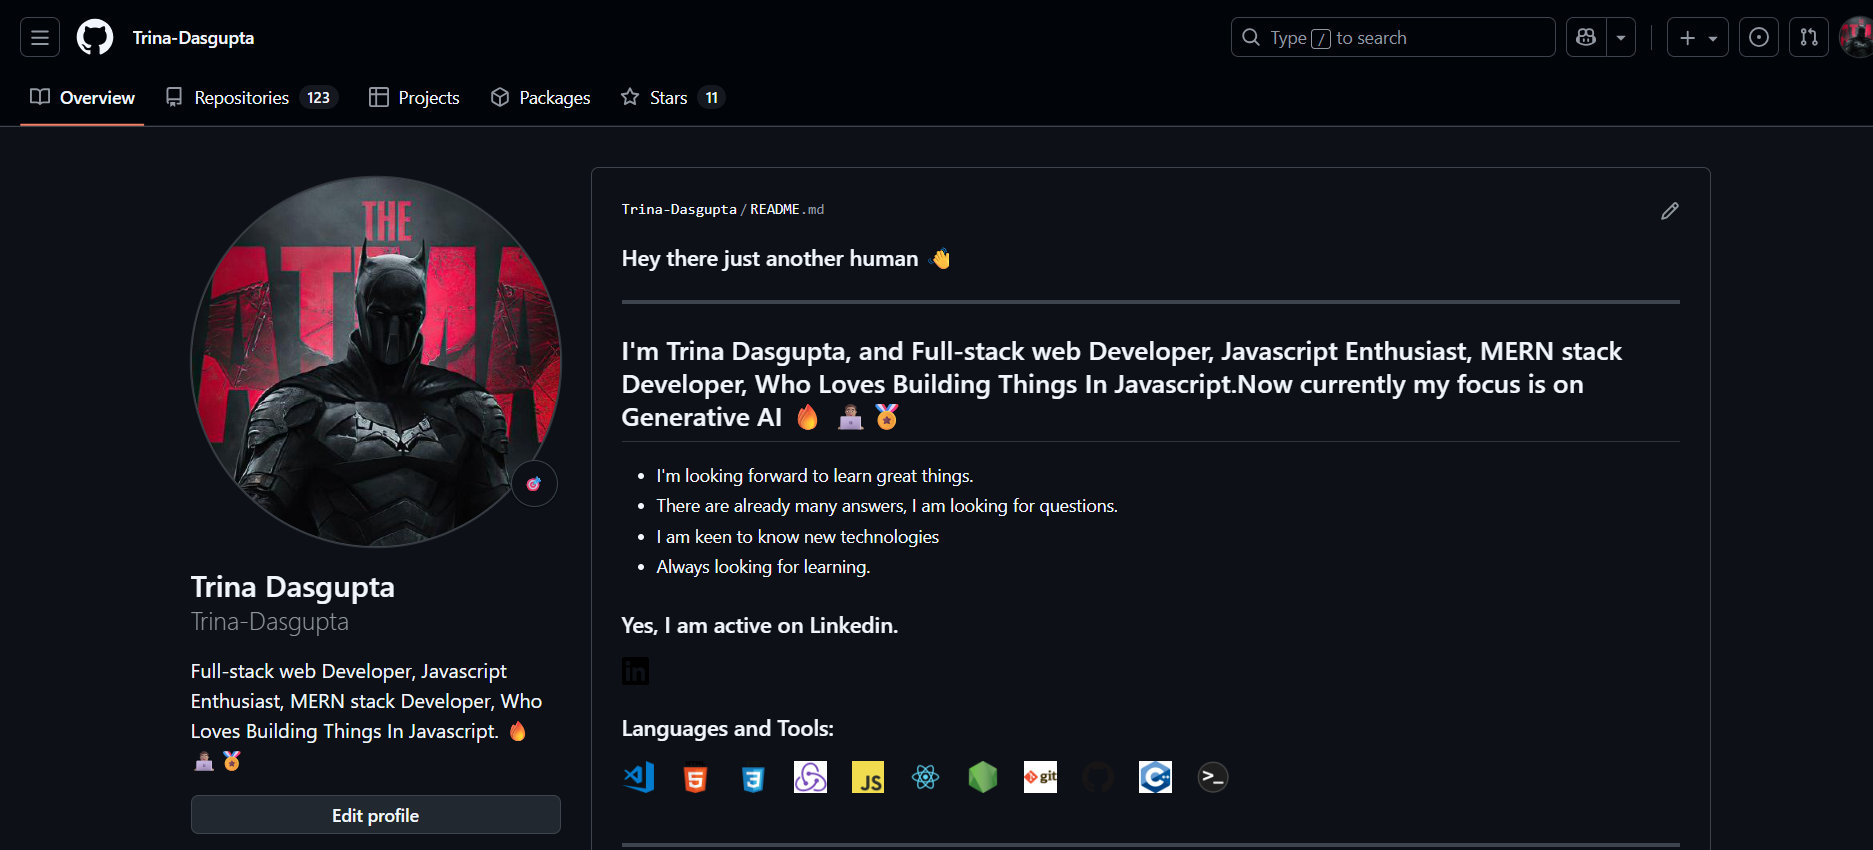 Trina-Dasgupta
Type / to search
Overview
Repositories 123
Projects
Packages
Stars 11
THE
ATMA
Trina Dasgupta
Trina-Dasgupta
Full-stack web Developer, Javascript
Enthusiast, MERN stack Developer, Who
Loves Building Things In Javascript. 🔥
👨🏽‍💻 🏅
Edit profile
Trina-Dasgupta/README.md
Hey there just another human 👋
I'm Trina Dasgupta, and Full-stack web Developer, Javascript Enthusiast, MERN stack
Developer, Who Loves Building Things In Javascript.Now currently my focus is on
Generative AI 🔥 👨🏽‍💻 🏅
• I'm looking forward to learn great things.
• There are already many answers, I am looking for questions.
• I am keen to know new technologies
• Always looking for learning.
Yes, I am active on Linkedin.
in
Languages and Tools:
5 3 JS git C++ >_